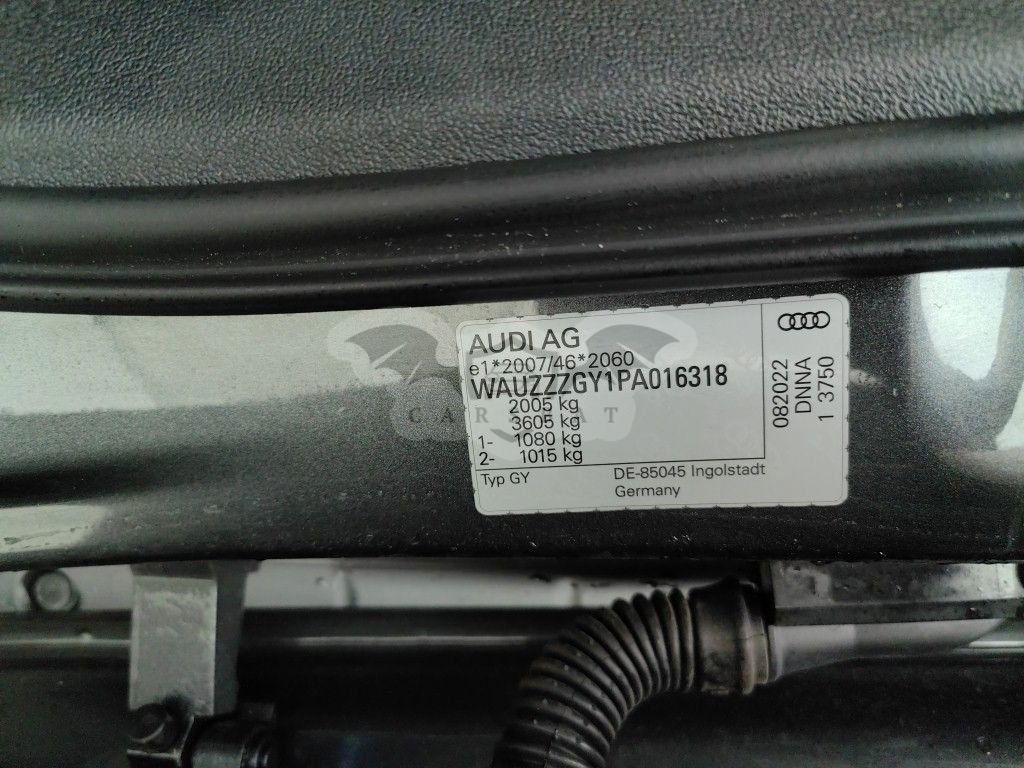 AUDI AG
e1*2007/46*2060
WAUZZZGY1PA016318
2005 kg
3605 kg
1- 1080 kg
2- 1015 kg
Typ GY
DE-85045 Ingolstadt
Germany
082022
DNNA
1 3750